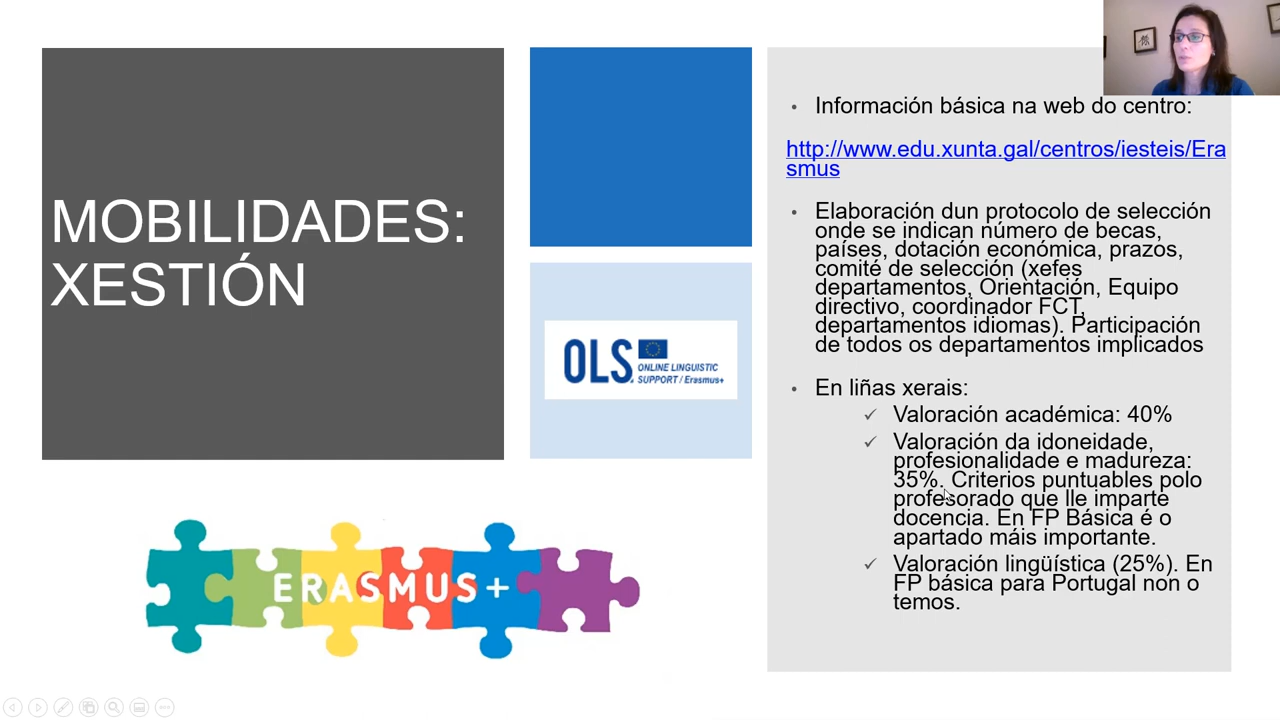 MOBILIDADES:
XESTIÓN
OLS
ONLINE LINGUISTIC
SUPPORT / Erasmus+
ERASMUS+
• Información básica na web do centro:
http://www.edu.xunta.gal/centros/iesteis/Era
smus
• Elaboración dun protocolo de selección
onde se indican número de becas,
países, dotación económica, prazos,
comité de selección (xefes
departamentos, Orientación, Equipo
directivo, coordinador FCT,
departamentos idiomas). Participación
de todos os departamentos implicados
• En liñas xerais:
✓ Valoración académica: 40%
✓ Valoración da idoneidade,
profesionalidade e madureza:
35%. Criterios puntuables polo
profesorado que lle imparte
docencia. En FP Básica é o
apartado máis importante.
✓ Valoración lingüística (25%). En
FP básica para Portugal non o
temos.